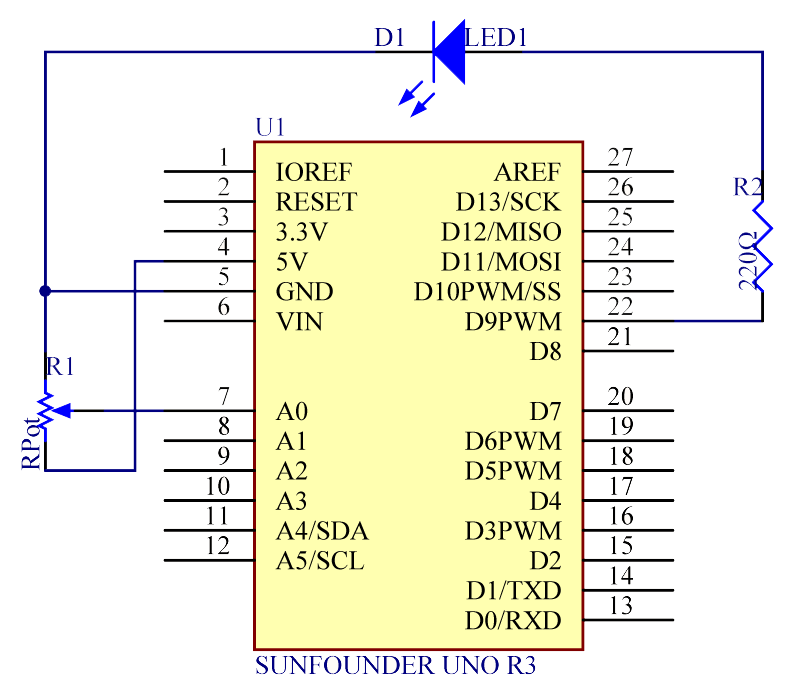 D1 LED1
U1
1 IOREF AREF 27
2 RESET D13/SCK 26
R2
3 3.3V D12/MISO 25
4 5V D11/MOSI 24
220Ω
5 GND D10PWM/SS 23
6 VIN D9PWM 22
D8 21
R1
7 A0 D7 20
RPot
8 A1 D6PWM 19
9 A2 D5PWM 18
10 A3 D4 17
11 A4/SDA D3PWM 16
12 A5/SCL D2 15
D1/TXD 14
D0/RXD 13
SUNFOUNDER UNO R3